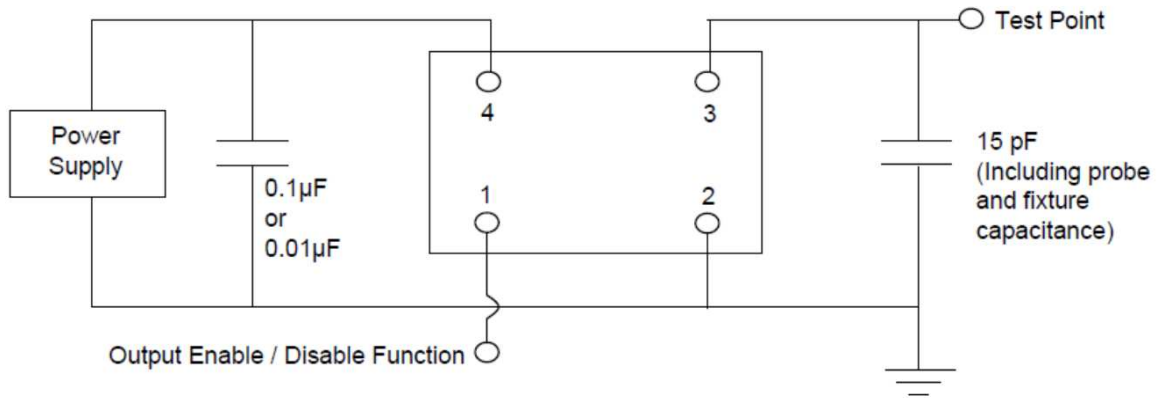 Test Point
4
3
Power
Supply
15 pF
(Including probe
and fixture
capacitance)
0.1µF
or
0.01µF
1
2
Output Enable / Disable Function